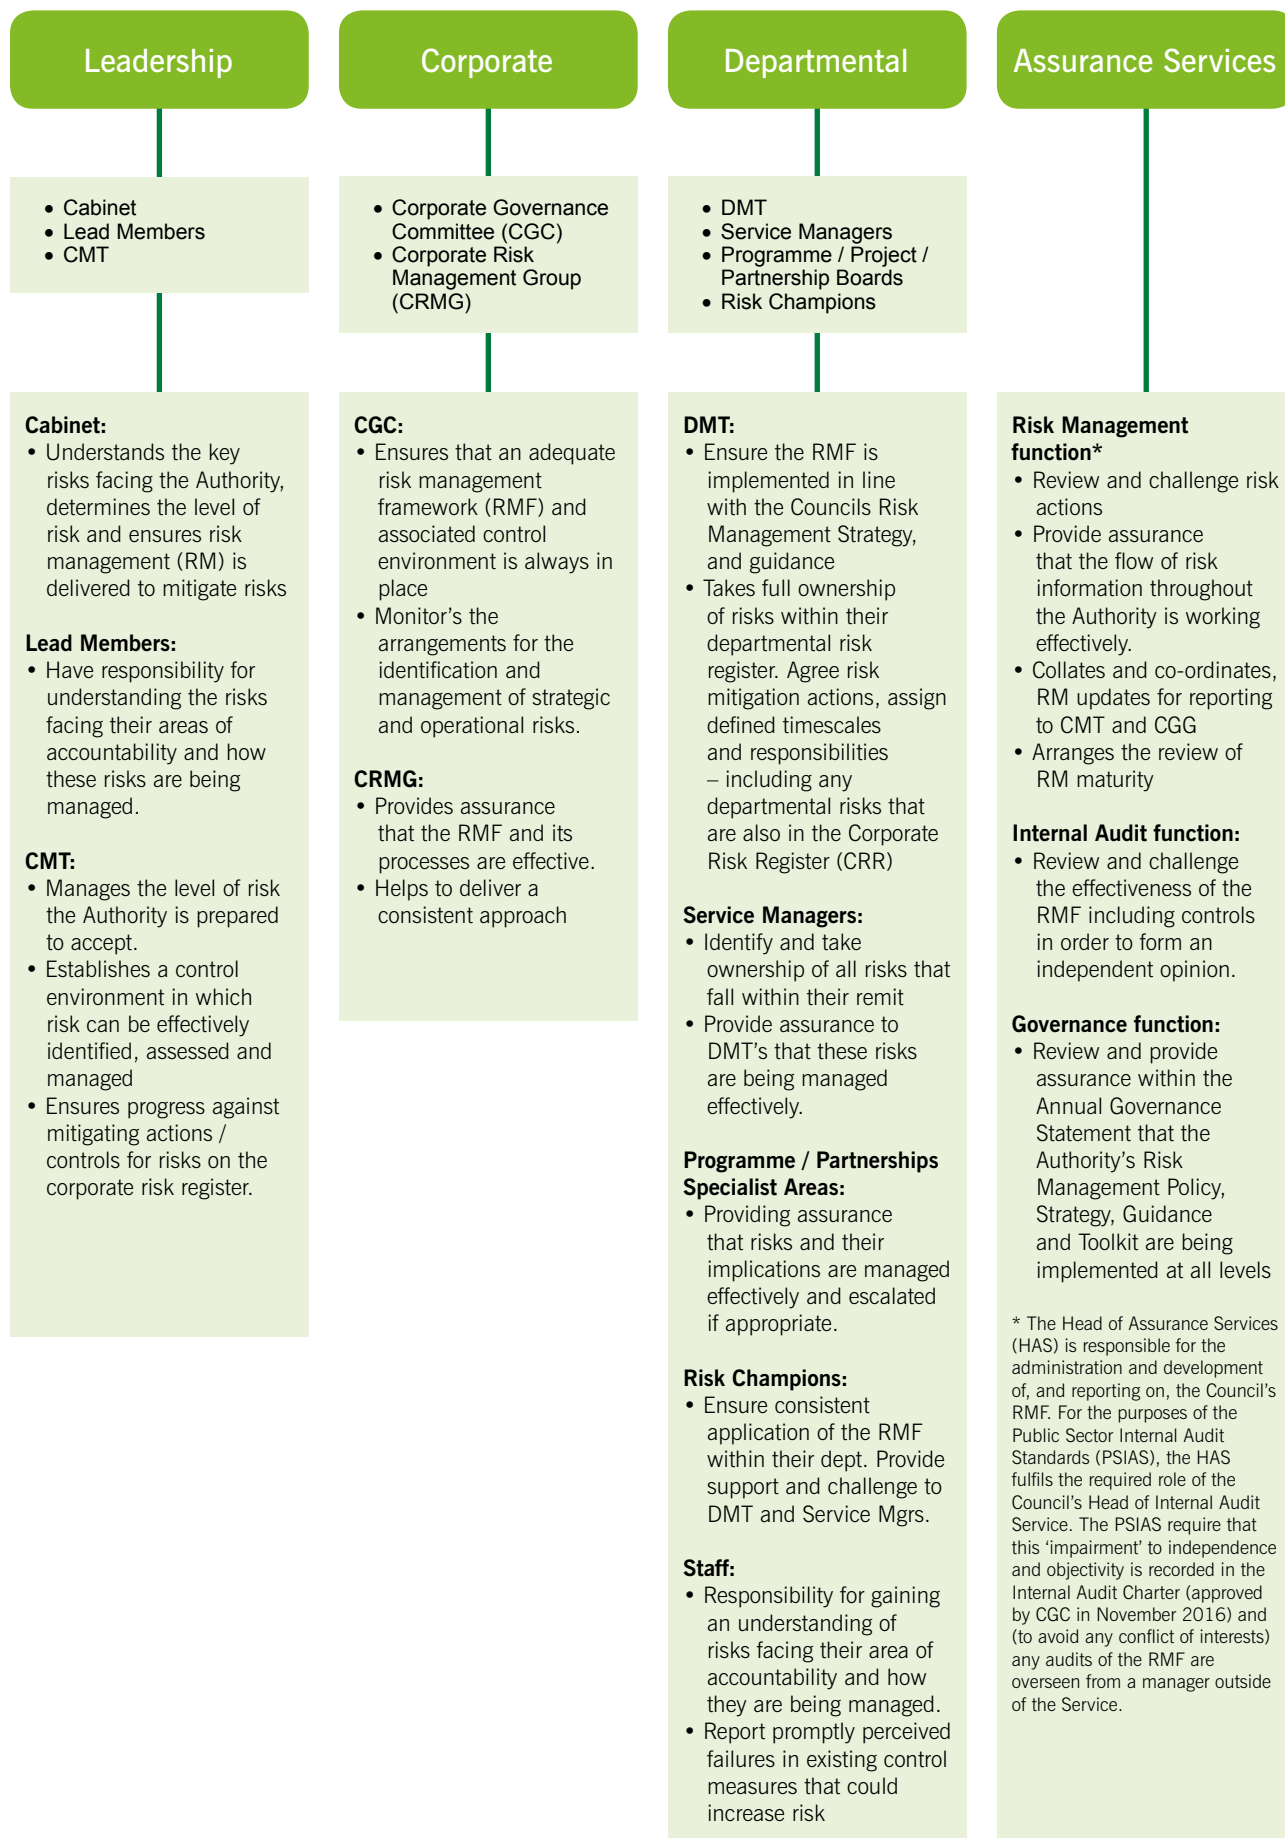 Leadership
• Cabinet
• Lead Members
• CMT
Cabinet:
• Understands the key
risks facing the Authority,
determines the level of
risk and ensures risk
management (RM) is
delivered to mitigate risks
Lead Members:
• Have responsibility for
understanding the risks
facing their areas of
accountability and how
these risks are being
managed.
CMT:
• Manages the level of risk
the Authority is prepared
to accept.
• Establishes a control
environment in which
risk can be effectively
identified, assessed and
managed
• Ensures progress against
mitigating actions /
controls for risks on the
corporate risk register.
Corporate
• Corporate Governance
Committee (CGC)
• Corporate Risk
Management Group
(CRMG)
CGC:
• Ensures that an adequate
risk management
framework (RMF) and
associated control
environment is always in
place
• Monitor's the
arrangements for the
identification and
management of strategic
and operational risks.
CRMG:
• Provides assurance
that the RMF and its
processes are effective.
• Helps to deliver a
consistent approach
Departmental
• DMT
• Service Managers
• Programme / Project /
Partnership Boards
• Risk Champions
DMT:
• Ensure the RMF is
implemented in line
with the Councils Risk
Management Strategy,
and guidance
• Takes full ownership
of risks within their
departmental risk
register. Agree risk
mitigation actions, assign
defined timescales
and responsibilities
– including any
departmental risks that
are also in the Corporate
Risk Register (CRR)
Service Managers:
• Identify and take
ownership of all risks that
fall within their remit
• Provide assurance to
DMT's that these risks
are being managed
effectively.
Programme / Partnerships
Specialist Areas:
• Providing assurance
that risks and their
implications are managed
effectively and escalated
if appropriate.
Risk Champions:
• Ensure consistent
application of the RMF
within their dept. Provide
support and challenge to
DMT and Service Mgrs.
Staff:
• Responsibility for gaining
an understanding of
risks facing their area of
accountability and how
they are being managed.
• Report promptly perceived
failures in existing control
measures that could
increase risk
Assurance Services
Risk Management
function*
• Review and challenge risk
actions
• Provide assurance
that the flow of risk
information throughout
the Authority is working
effectively.
• Collates and co-ordinates,
RM updates for reporting
to CMT and CGG
• Arranges the review of
RM maturity
Internal Audit function:
• Review and challenge
the effectiveness of the
RMF including controls
in order to form an
independent opinion.
Governance function:
• Review and provide
assurance within the
Annual Governance
Statement that the
Authority's Risk
Management Policy,
Strategy, Guidance
and Toolkit are being
implemented at all levels
* The Head of Assurance Services
(HAS) is responsible for the
administration and development
of, and reporting on, the Council's
RMF. For the purposes of the
Public Sector Internal Audit
Standards (PSIAS), the HAS
fulfils the required role of the
Council's Head of Internal Audit
Service. The PSIAS require that
this 'impairment' to independence
and objectivity is recorded in the
Internal Audit Charter (approved
by CGC in November 2016) and
(to avoid any conflict of interests)
any audits of the RMF are
overseen from a manager outside
of the Service.